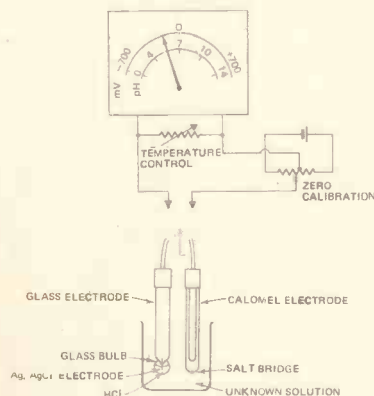 0
-700
+700
7
4
10
0
14
mV
pH
TEMPERATURE
CONTROL
ZERO
CALIBRATION
GLASS ELECTRODE
CALOMEL ELECTRODE
GLASS BULB
Ag, AgCl ELECTRODE
SALT BRIDGE
HCl
UNKNOWN SOLUTION